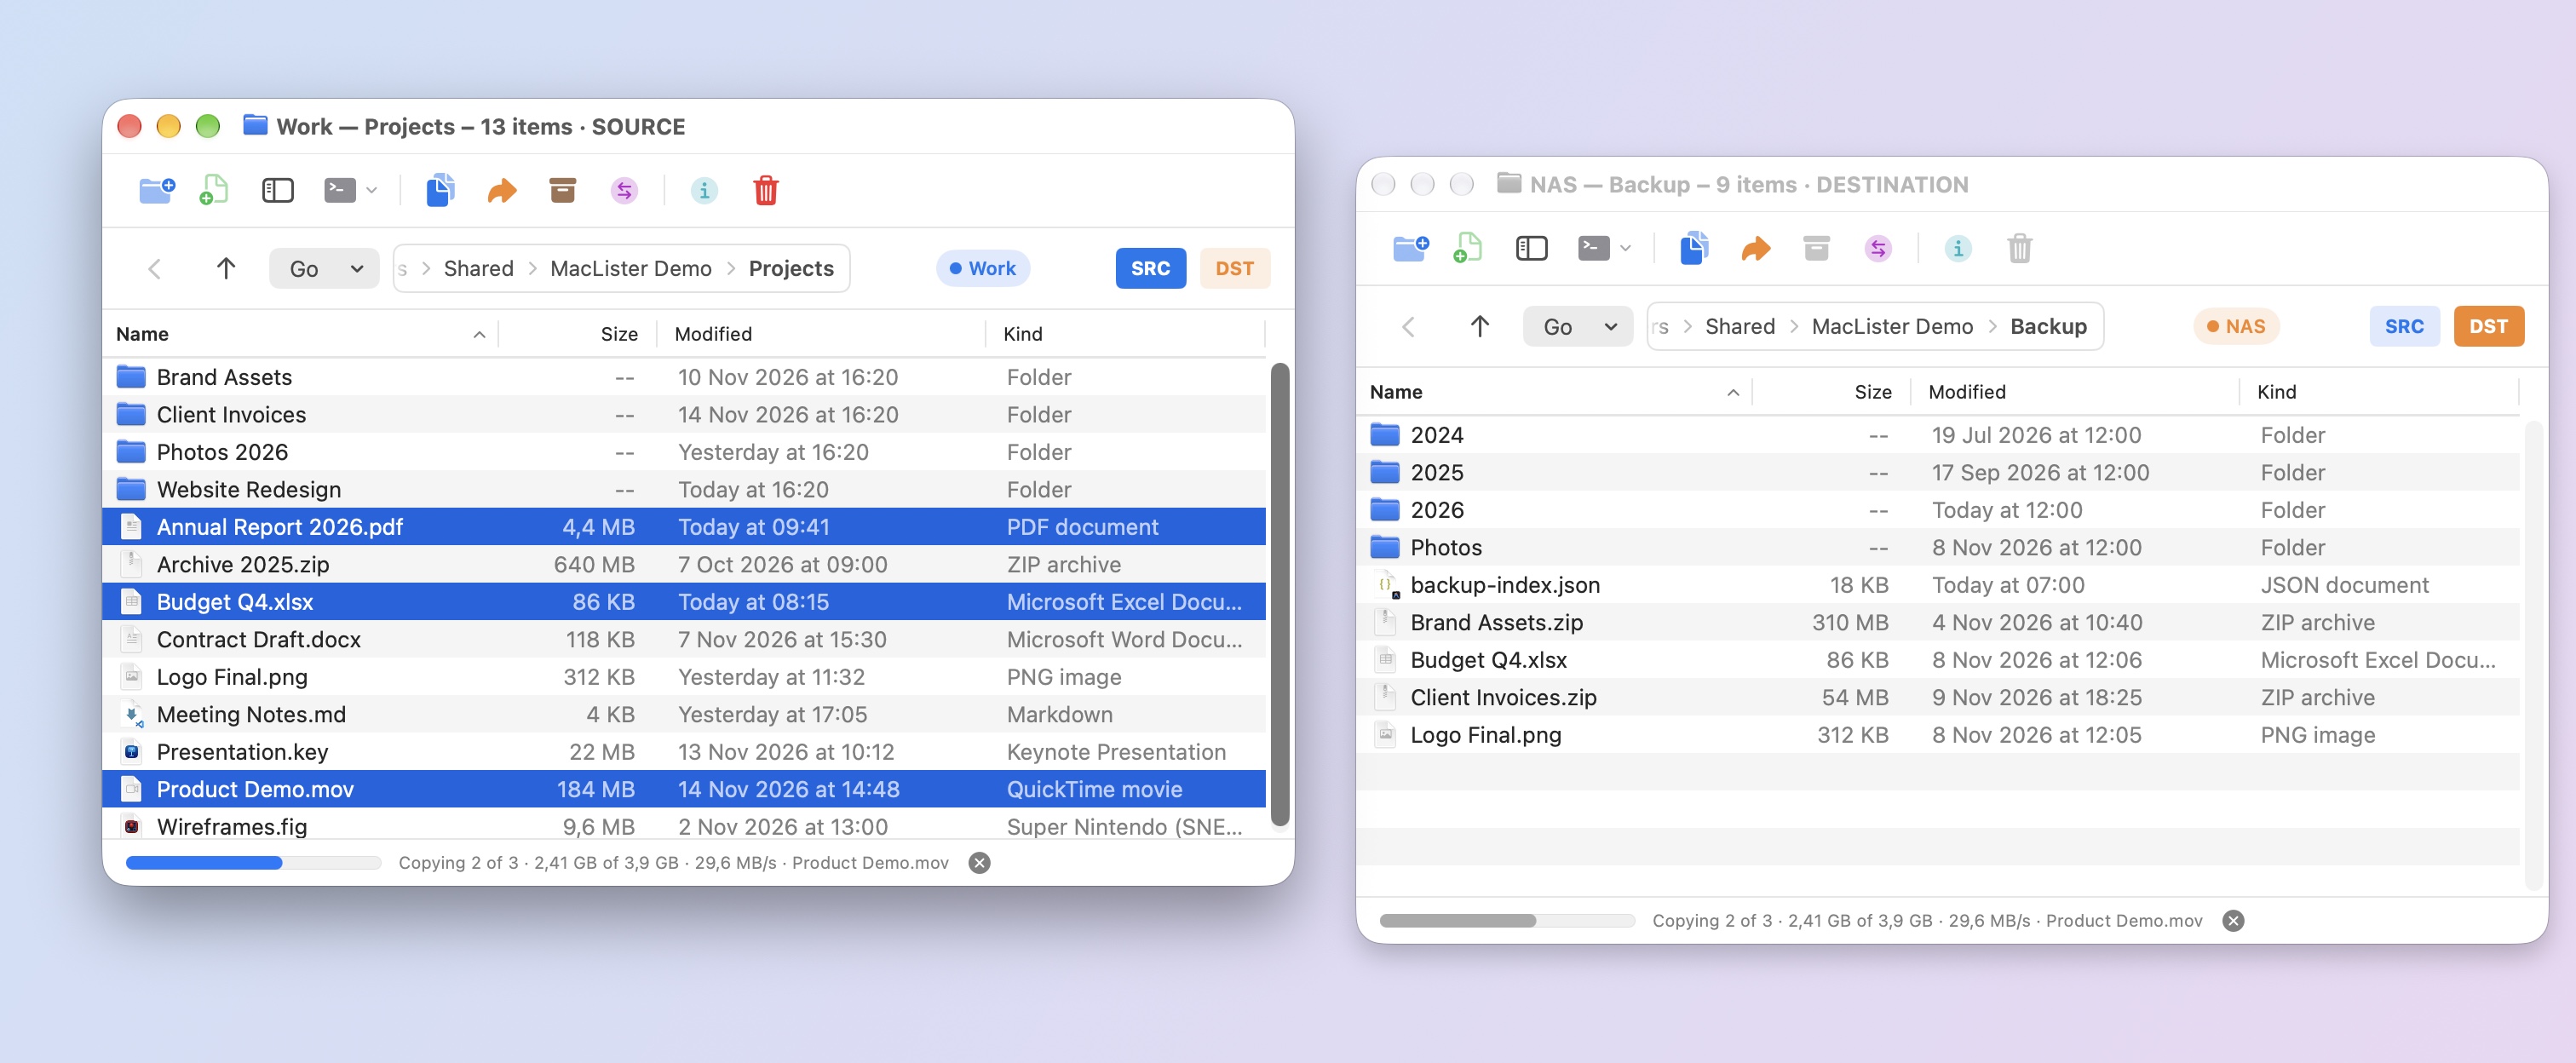 Work — Projects – 13 items · SOURCE
Go
s > Shared > MacLister Demo > Projects
Work
SRC
DST
Name Size Modified Kind
Brand Assets -- 10 Nov 2026 at 16:20 Folder
Client Invoices -- 14 Nov 2026 at 16:20 Folder
Photos 2026 -- Yesterday at 16:20 Folder
Website Redesign -- Today at 16:20 Folder
Annual Report 2026.pdf 4,4 MB Today at 09:41 PDF document
Archive 2025.zip 640 MB 7 Oct 2026 at 09:00 ZIP archive
Budget Q4.xlsx 86 KB Today at 08:15 Microsoft Excel Docu...
Contract Draft.docx 118 KB 7 Nov 2026 at 15:30 Microsoft Word Docu...
Logo Final.png 312 KB Yesterday at 11:32 PNG image
Meeting Notes.md 4 KB Yesterday at 17:05 Markdown
Presentation.key 22 MB 13 Nov 2026 at 10:12 Keynote Presentation
Product Demo.mov 184 MB 14 Nov 2026 at 14:48 QuickTime movie
Wireframes.fig 9,6 MB 2 Nov 2026 at 13:00 Super Nintendo (SNE...
Copying 2 of 3 · 2,41 GB of 3,9 GB · 29,6 MB/s · Product Demo.mov
NAS — Backup – 9 items · DESTINATION
Go
rs > Shared > MacLister Demo > Backup
NAS
SRC
DST
Name Size Modified Kind
2024 -- 19 Jul 2026 at 12:00 Folder
2025 -- 17 Sep 2026 at 12:00 Folder
2026 -- Today at 12:00 Folder
Photos -- 8 Nov 2026 at 12:00 Folder
backup-index.json 18 KB Today at 07:00 JSON document
Brand Assets.zip 310 MB 4 Nov 2026 at 10:40 ZIP archive
Budget Q4.xlsx 86 KB 8 Nov 2026 at 12:06 Microsoft Excel Docu...
Client Invoices.zip 54 MB 9 Nov 2026 at 18:25 ZIP archive
Logo Final.png 312 KB 8 Nov 2026 at 12:05 PNG image
Copying 2 of 3 · 2,41 GB of 3,9 GB · 29,6 MB/s · Product Demo.mov